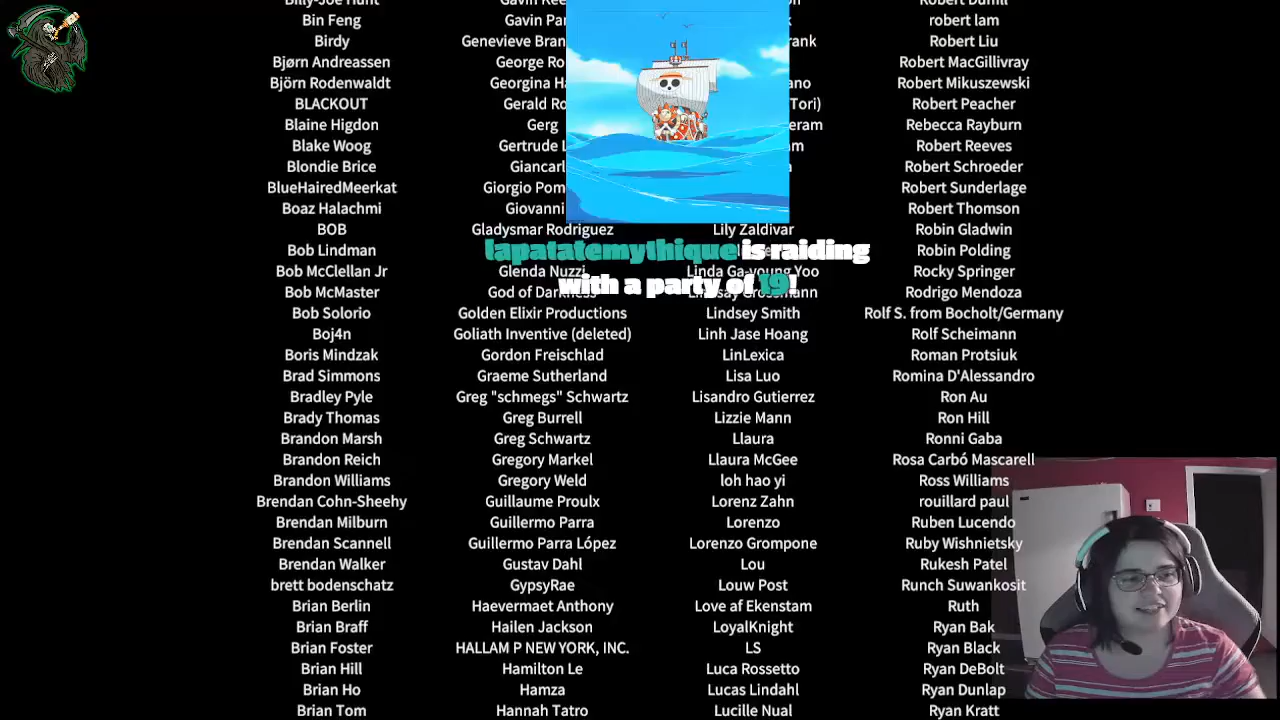 Billy-Joe Hunt
Bin Feng
Birdy
Bjørn Andreassen
Björn Rodenwaldt
BLACKOUT
Blaine Higdon
Blake Woog
Blondie Brice
BlueHairedMeerkat
Boaz Halachmi
BOB
Bob Lindman
Bob McClellan Jr
Bob McMaster
Bob Solorio
Boj4n
Boris Mindzak
Brad Simmons
Bradley Pyle
Brady Thomas
Brandon Marsh
Brandon Reich
Brandon Williams
Brendan Cohn-Sheehy
Brendan Milburn
Brendan Scannell
Brendan Walker
brett bodenschatz
Brian Berlin
Brian Braff
Brian Foster
Brian Hill
Brian Ho
Brian Tom
Gavin
Gavin
Genevieve
George
Georgina
Gerald
Gerg
Gertrude
Giorgio
Giovanni
Gladysmar Rodriguez
Glenda Nuzzi
God of Darkness
Golden Elixir Productions
Goliath Inventive (deleted)
Gordon Freischlad
Graeme Sutherland
Greg "schmegs" Schwartz
Greg Burrell
Greg Schwartz
Gregory Markel
Gregory Weld
Guillaume Proulx
Guillermo Parra
Guillermo Parra López
Gustav Dahl
GypsyRae
Haevermaet Anthony
Hailen Jackson
HALLAM P NEW YORK, INC.
Hamilton Le
Hamza
Hannah Tatro
lapatatemythique is raiding
with a party of 19!
Tori)
Lily Zaldivar
Linda Ga-young Yoo
Lindsay Grossmann
Lindsey Smith
Linh Jase Hoang
LinLexica
Lisa Luo
Lisandro Gutierrez
Lizzie Mann
Llaura
Llaura McGee
loh hao yi
Lorenz Zahn
Lorenzo
Lorenzo Grompone
Lou
Louw Post
Love af Ekenstam
LoyalKnight
LS
Luca Rossetto
Lucas Lindahl
Lucille Nual
Robert
robert lam
Robert Liu
Robert MacGillivray
Robert Mikuszewski
Robert Peacher
Rebecca Rayburn
Robert Reeves
Robert Schroeder
Robert Sunderlage
Robert Thomson
Robin Gladwin
Robin Polding
Rocky Springer
Rodrigo Mendoza
Rolf S. from Bocholt/Germany
Rolf Scheimann
Roman Protsiuk
Romina D'Alessandro
Ron Au
Ron Hill
Ronni Gaba
Rosa Carbó Mascarell
Ross Williams
rouillard paul
Ruben Lucendo
Ruby Wishnietsky
Rukesh Patel
Runch Suwankosit
Ruth
Ryan Bak
Ryan Black
Ryan DeBolt
Ryan Dunlap
Ryan Kratt